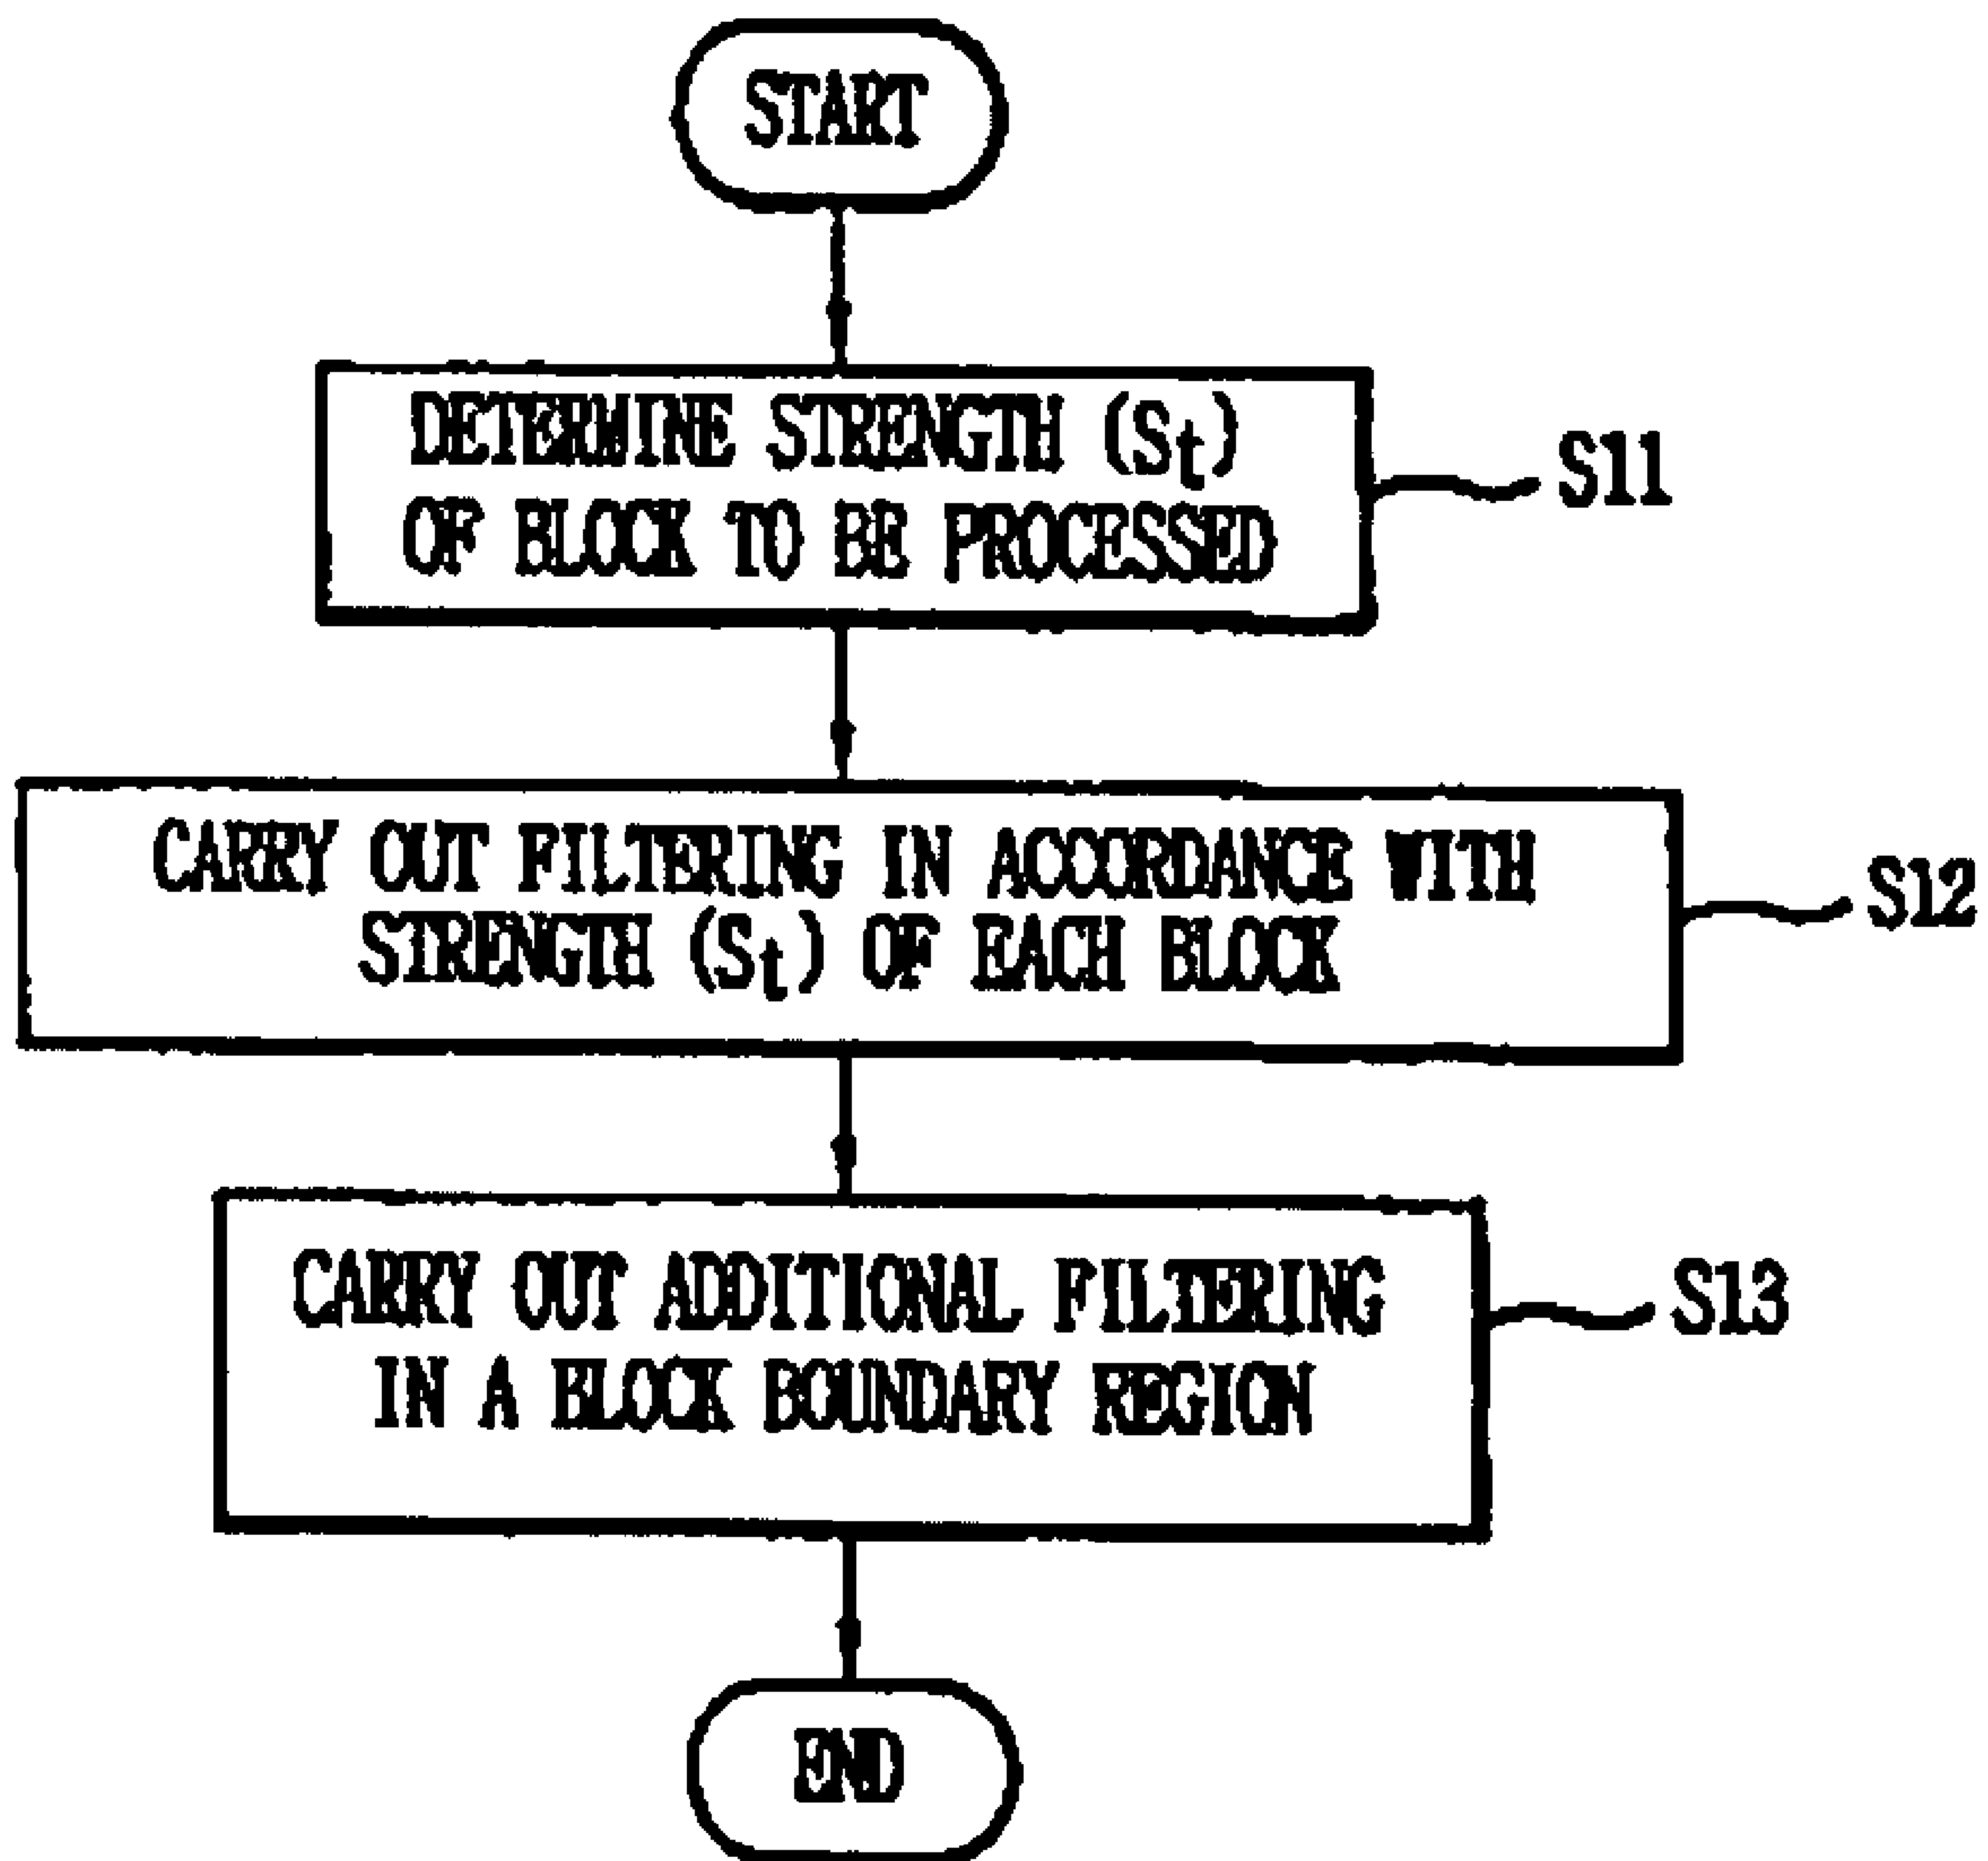 START
DETERMINE STRENGTH (St)
OF BLOCK TO BE PROCESSED
S11
CARRY OUT FILTERING IN ACCORDANCE WITH
STRENGTH (St) OF EACH BLOCK
S12
CARRY OUT ADDITIONAL FILTERING
IN A BLOCK BOUNDARY REGION
S13
END